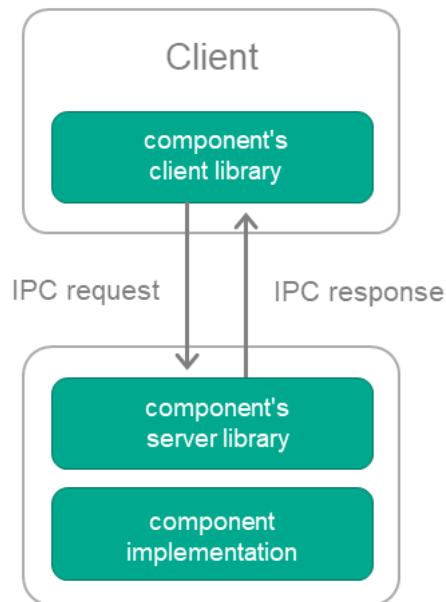 Client
component's
client library
IPC request
IPC response
component's
server library
component
implementation